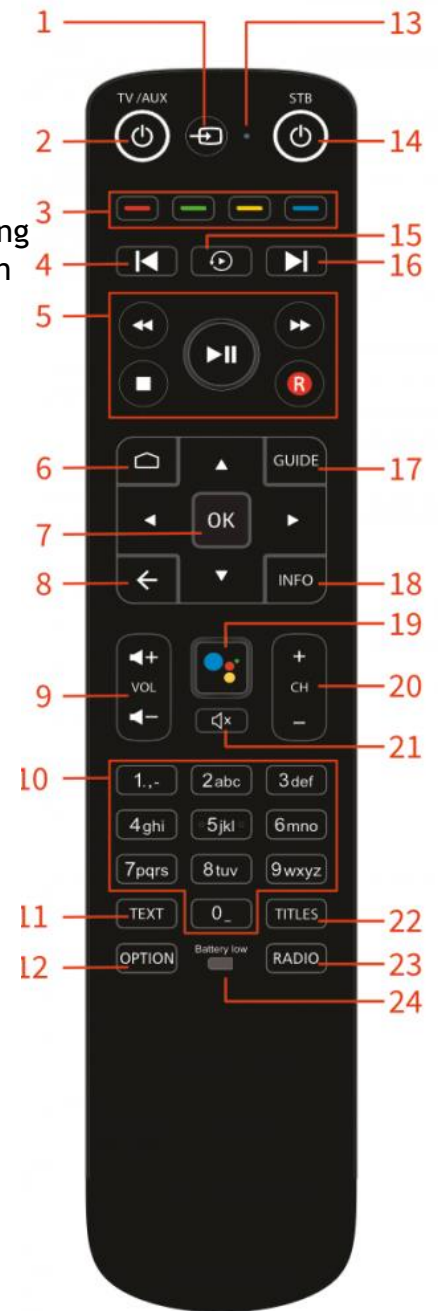 1 13
TV /AUX STB
2 14
ng
3
15
n
4 16
5
R
6 GUIDE 17
7 OK
8 INFO 18
19
9 VOL + CH - 20
+
-
21
10 1.,- 2abc 3def
4ghi 5jkl 6mno
7pqrs 8tuv 9wxyz
11 TEXT 0_ TITLES 22
12 OPTION Battery low RADIO 23
24